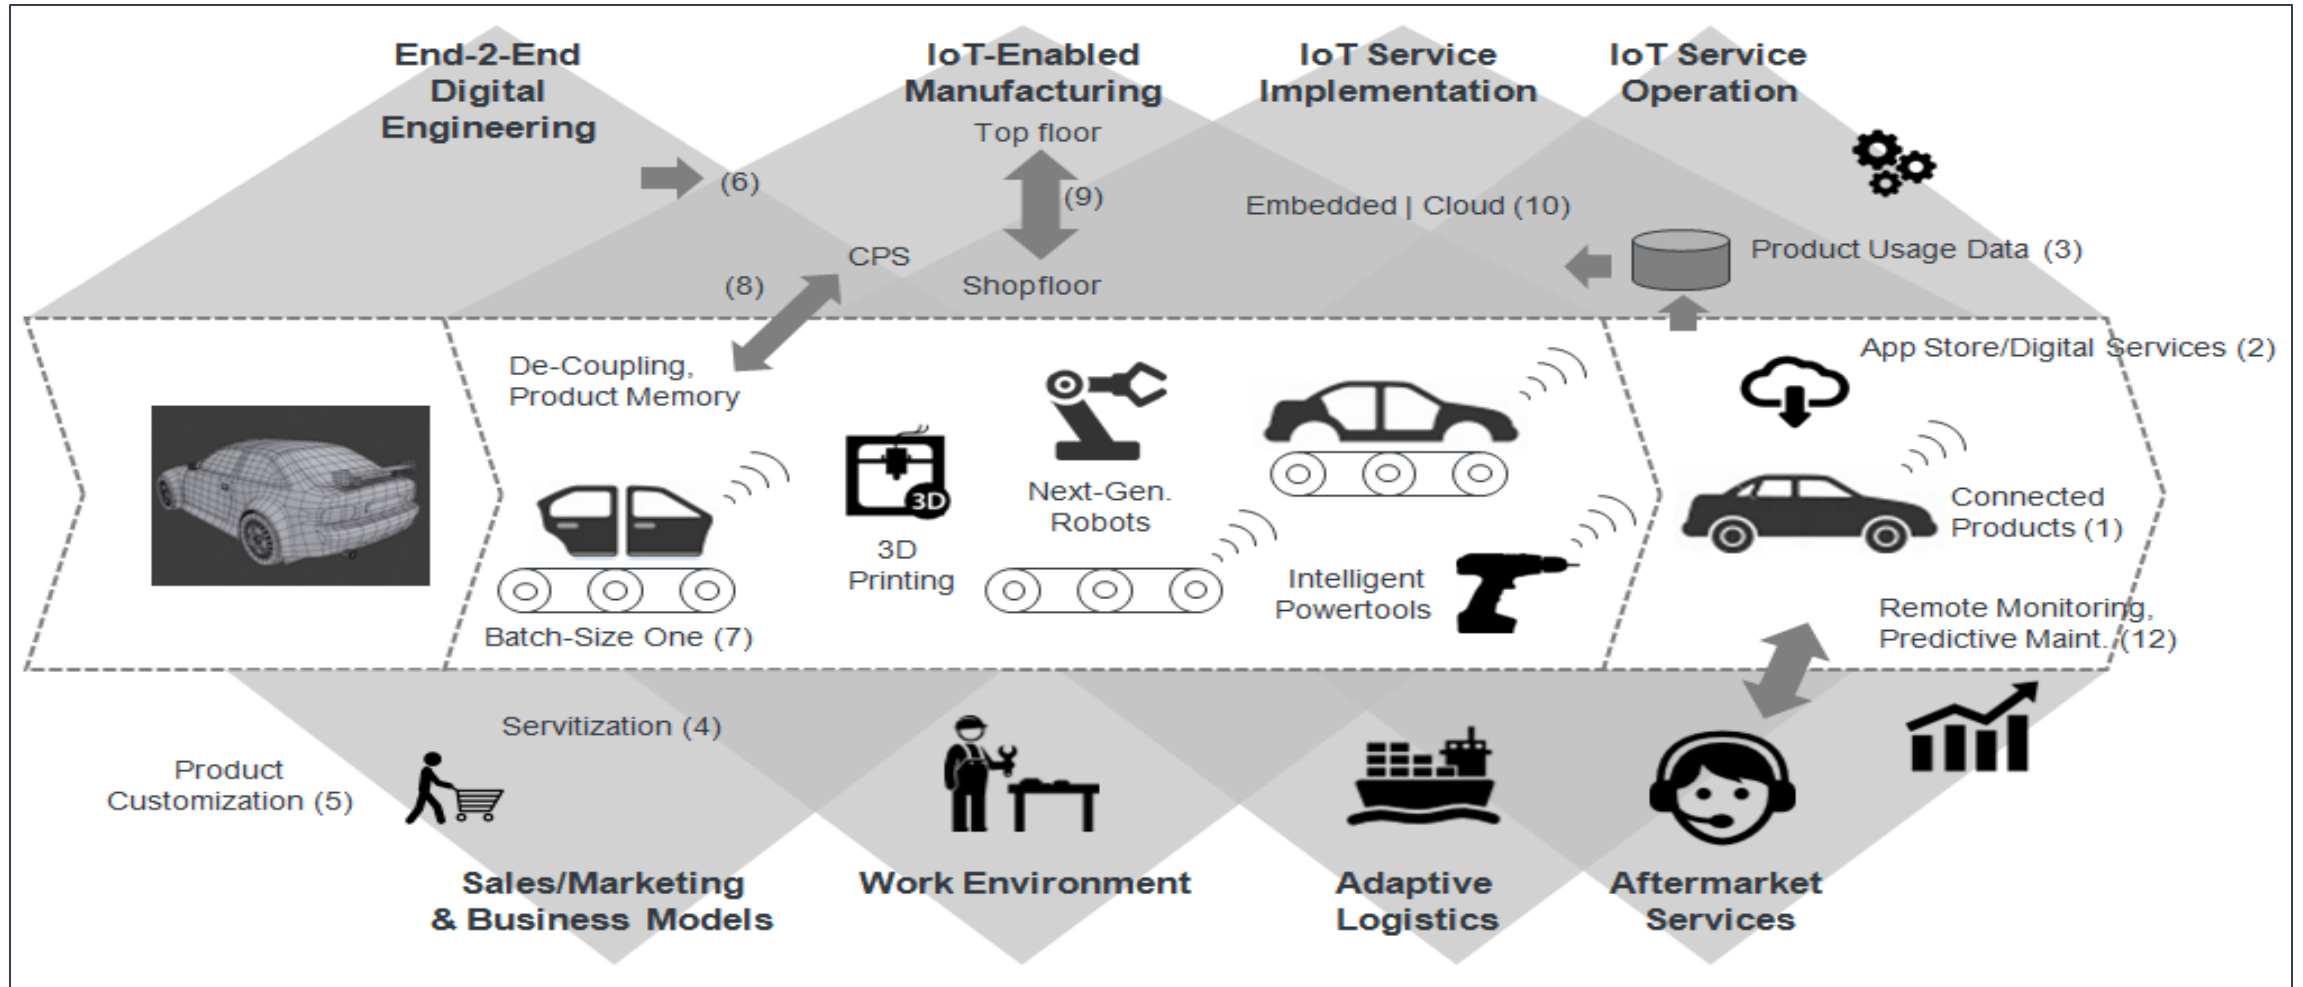 End-2-End
Digital
Engineering
IoT-Enabled
Manufacturing
IoT Service
Implementation
IoT Service
Operation
Top floor
(6)
(9)
Embedded | Cloud (10)
Product Usage Data (3)
CPS
(8)
Shopfloor
De-Coupling,
Product Memory
App Store/Digital Services (2)
3D
Next-Gen.
Robots
Connected
Products (1)
3D
Printing
Intelligent
Powertools
Batch-Size One (7)
Remote Monitoring,
Predictive Maint. (12)
Servitization (4)
Product
Customization (5)
Sales/Marketing
& Business Models
Work Environment
Adaptive
Logistics
Aftermarket
Services